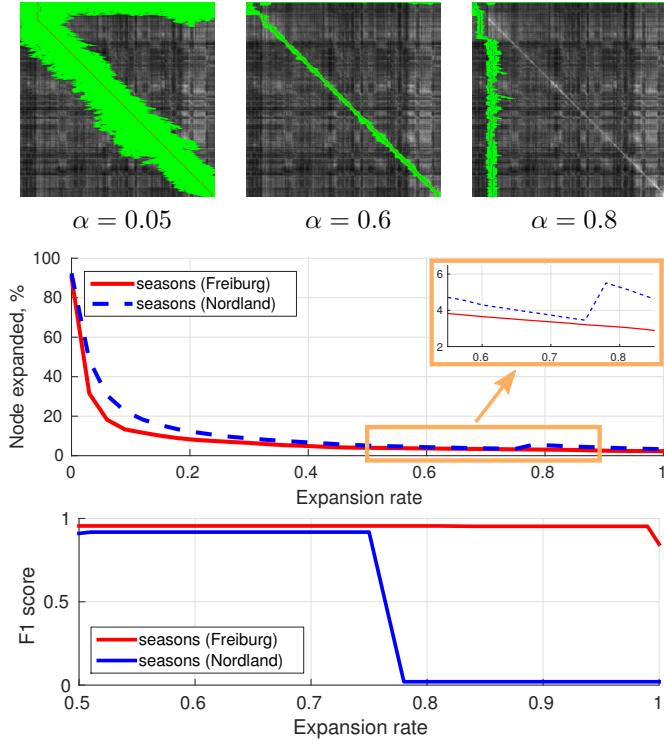 α = 0.05 α = 0.6 α = 0.8
100
80
60
40
20
0
Node expanded, %
seasons (Freiburg)
seasons (Nordland)
6
4
2
0.6 0.7 0.8
0 0.2 0.4 0.6 0.8 1
Expansion rate
1
0.5
0
F1 score
seasons (Freiburg)
seasons (Nordland)
0.5 0.6 0.7 0.8 0.9 1
Expansion rate